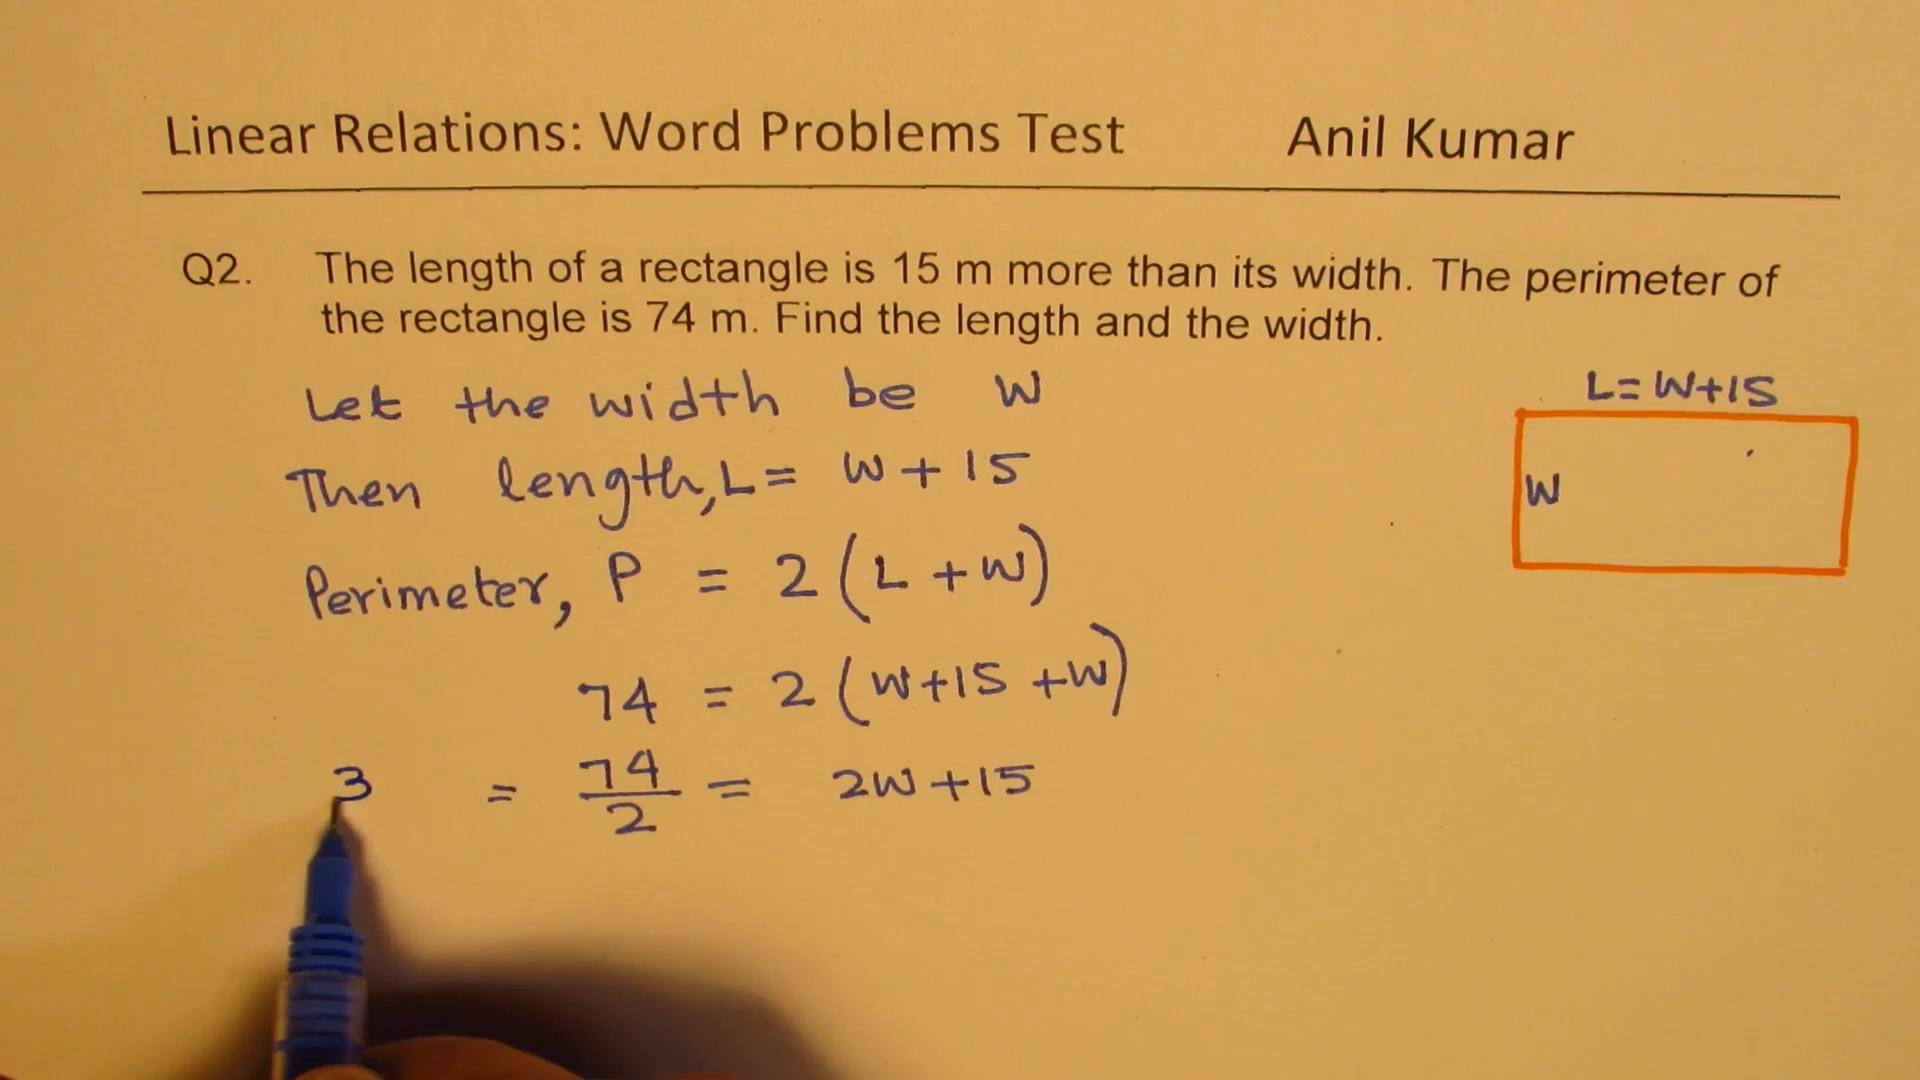 Linear Relations: Word Problems Test Anil Kumar
Q2. The length of a rectangle is 15 m more than its width. The perimeter of
the rectangle is 74 m. Find the length and the width.
Let the width be W
Then length, L = W + 15
Perimeter, P = 2 (L + W)
74 = 2 (W+15 +W)
3 = 74/2 = 2W + 15
L = W+15
W